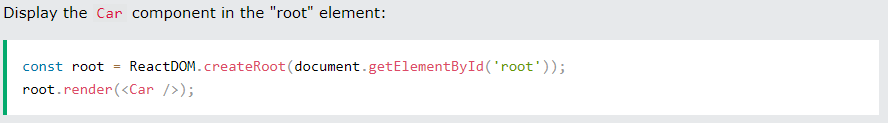 Display the Car component in the "root" element:
const root = ReactDOM.createRoot(document.getElementById('root'));
root.render(<Car />);